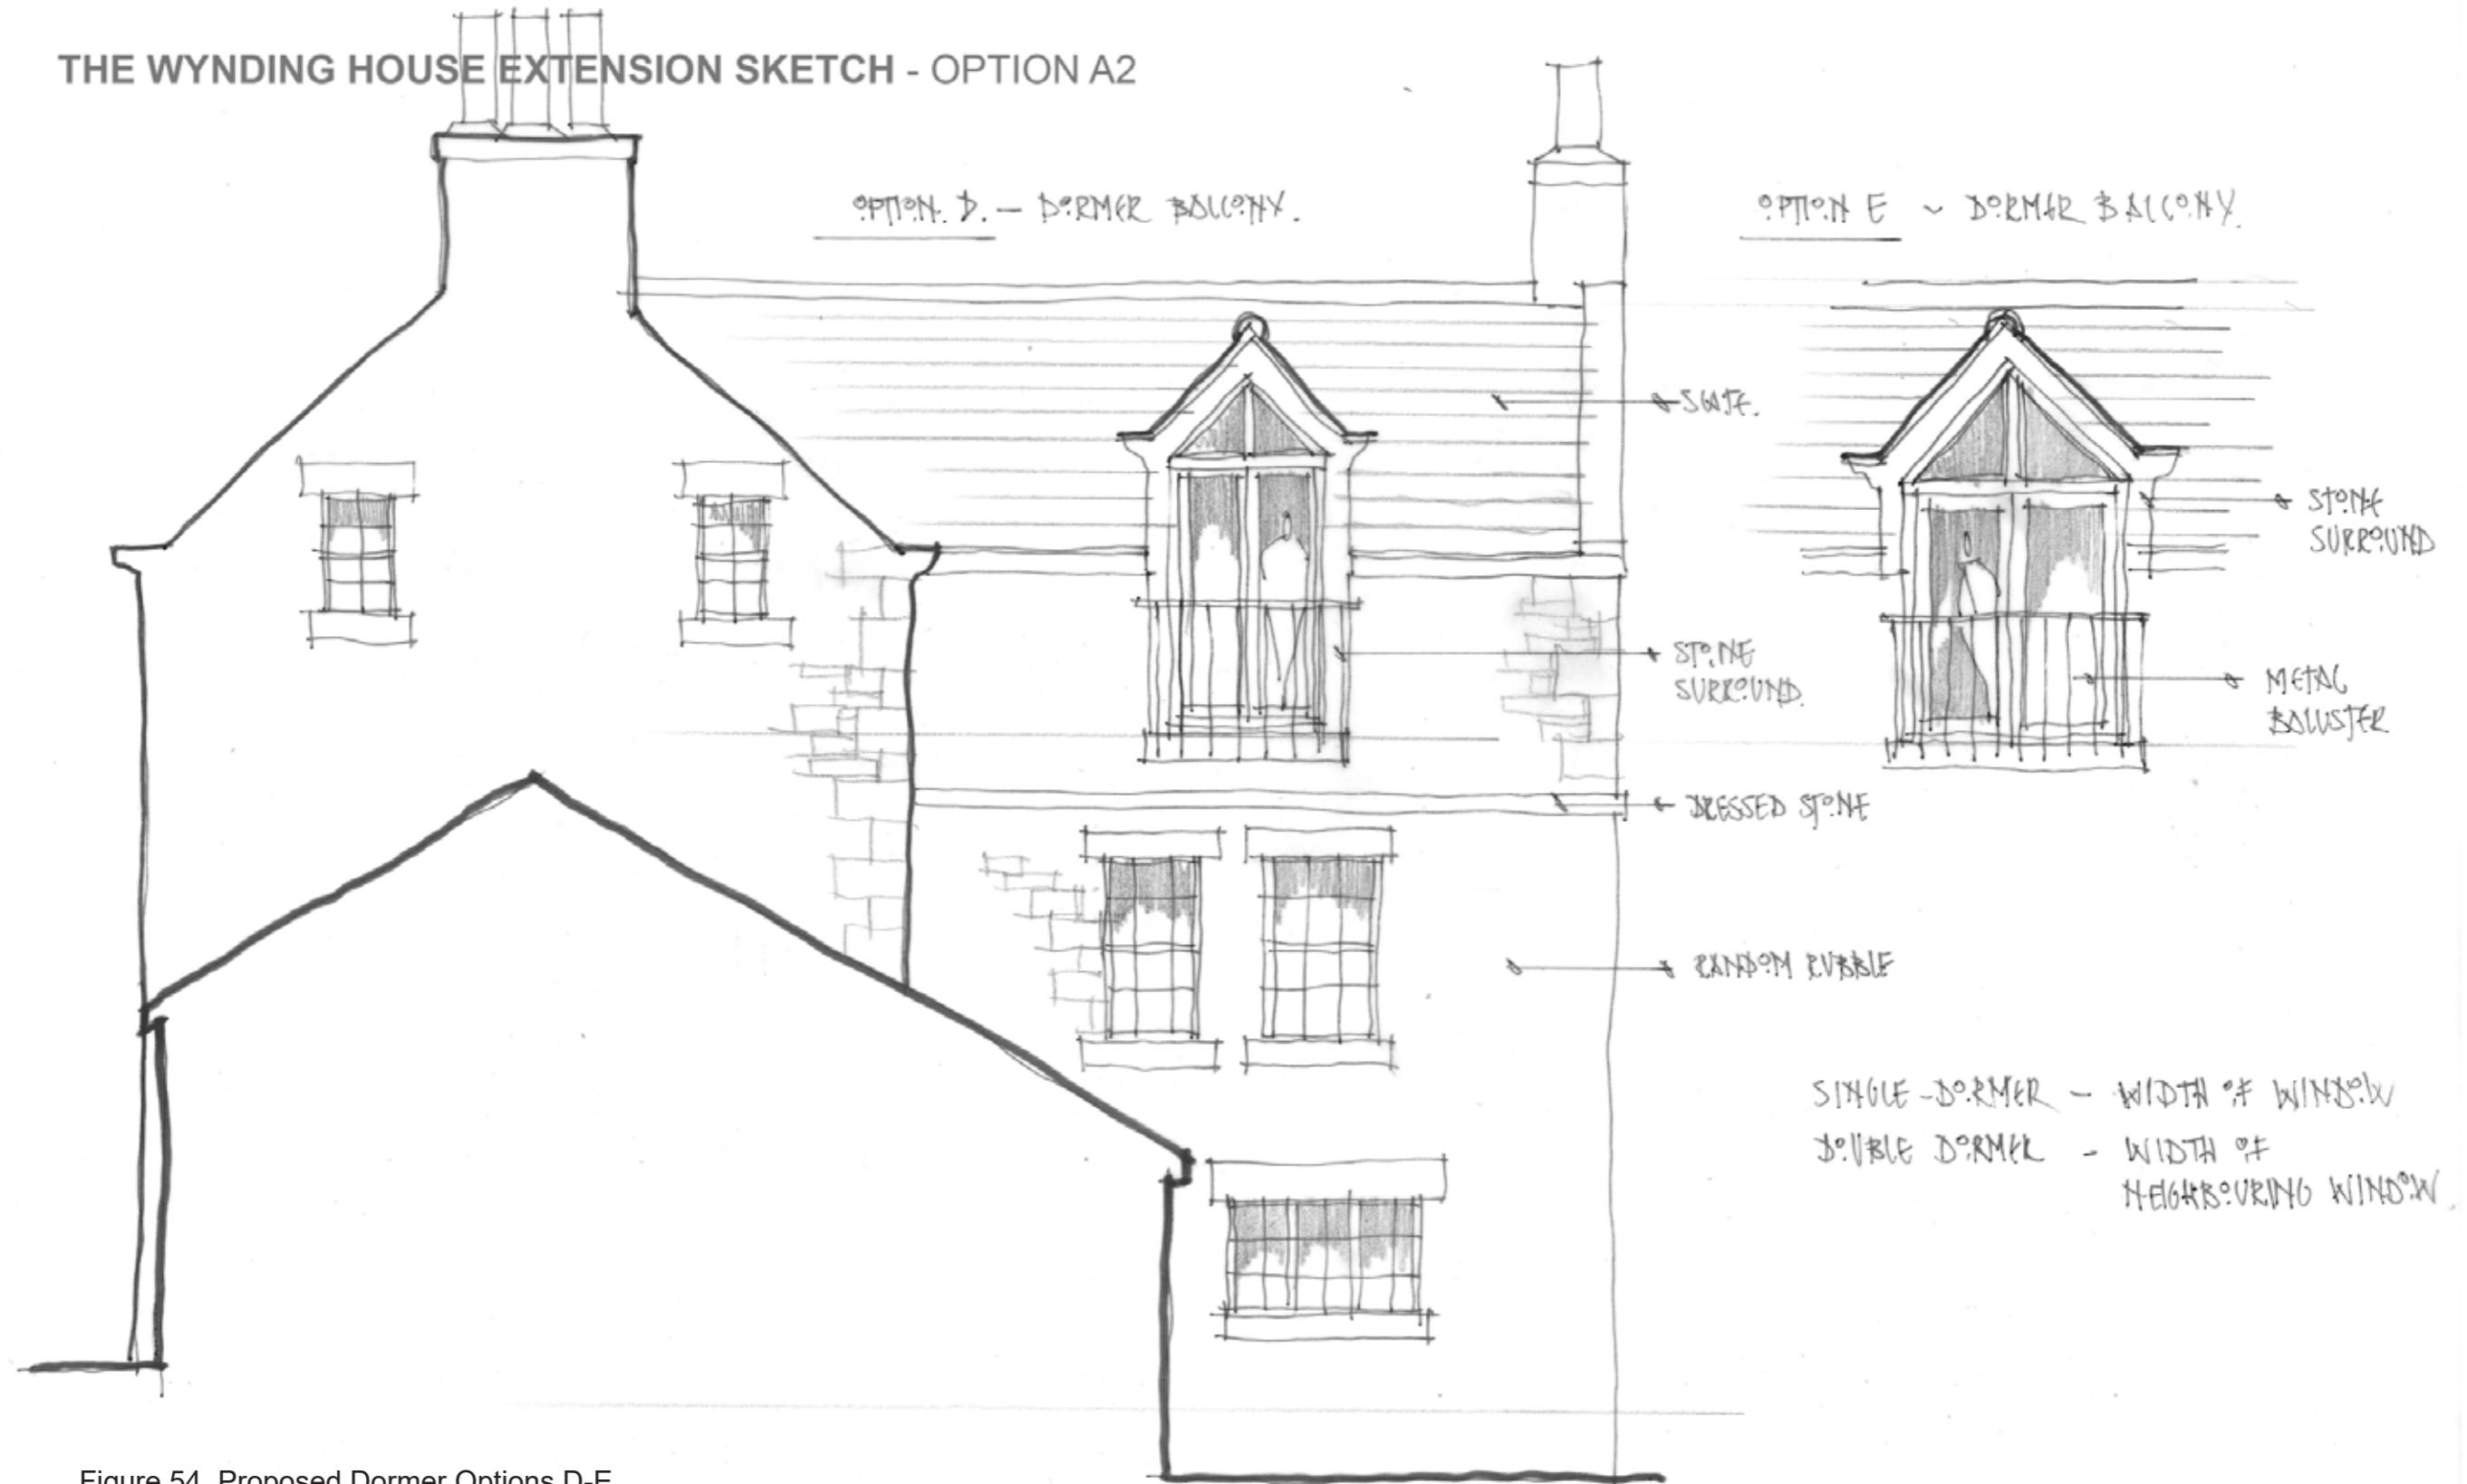 THE WYNDING HOUSE EXTENSION SKETCH - OPTION A2
OPTION. D. – DORMER BALCONY.
OPTION E ~ DORMER BALCONY.
SLATE.
STONE
SURROUND
STONE
SURROUND.
METAL
BALUSTER
DRESSED STONE
RANDOM RUBBLE
SINGLE-DORMER – WIDTH OF WINDOW
DOUBLE DORMER - WIDTH OF
NEIGHBOURING WINDOW.
Figure 54. Proposed Dormer Options D-E